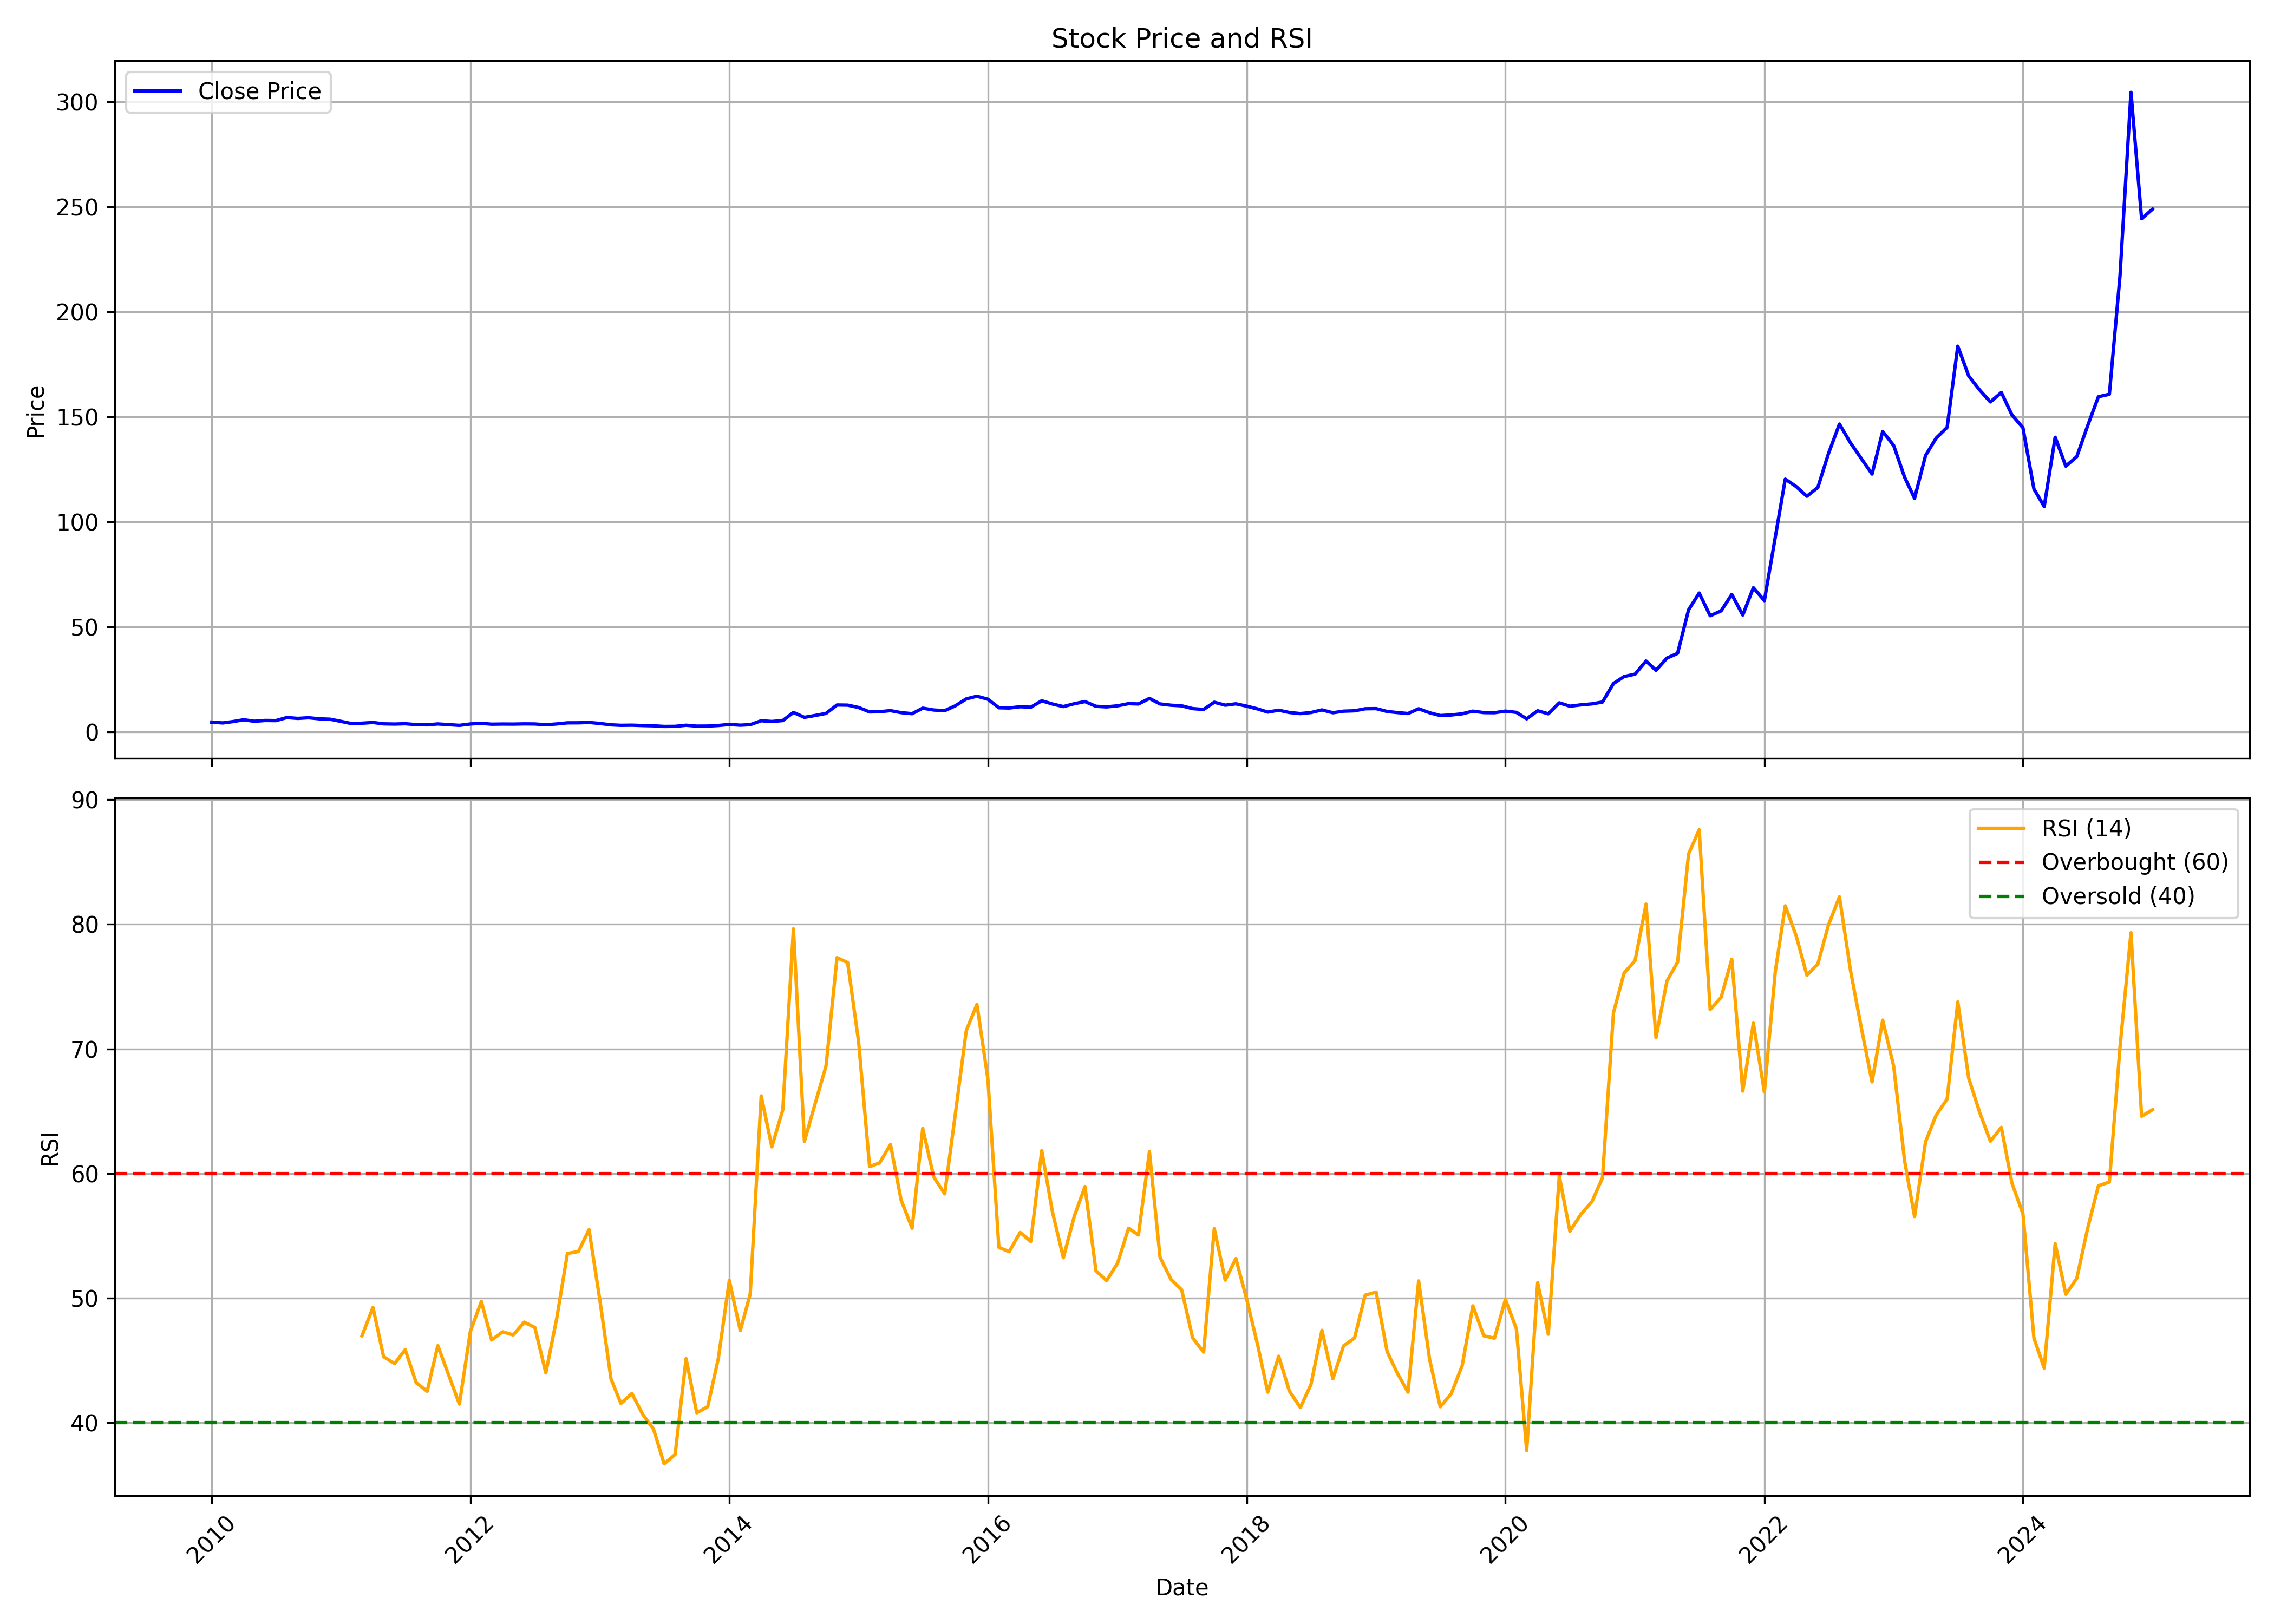 Stock Price and RSI
Close Price
300
250
200
150
100
50
0
Price
90
80
70
60
50
40
RSI
RSI (14)
Overbought (60)
Oversold (40)
2010
2012
2014
2016
2018
2020
2022
2024
Date